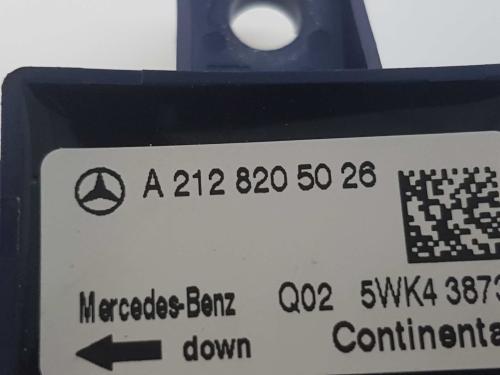 A 212 820 50 26
Mercedes-Benz Q02 5WK4 3873
down Continenta